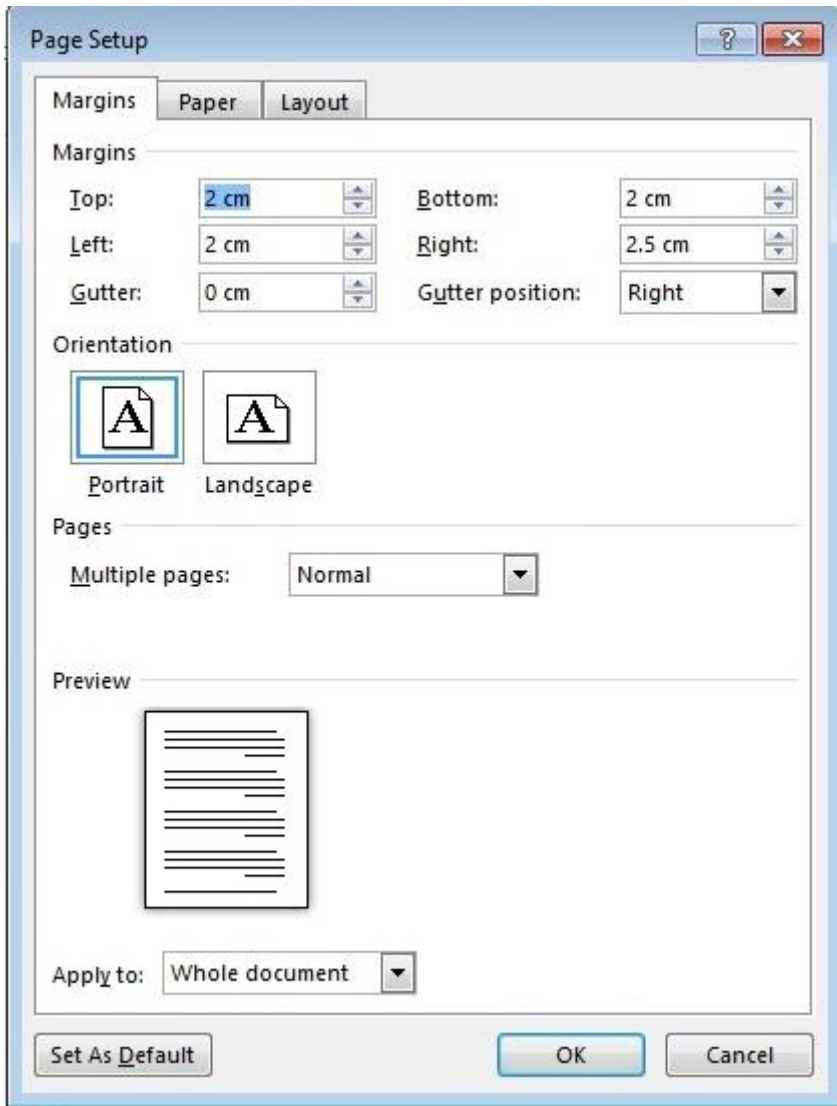 Page Setup
Margins Paper Layout
Margins
Top: 2 cm Bottom: 2 cm
Left: 2 cm Right: 2.5 cm
Gutter: 0 cm Gutter position: Right
Orientation
A A
Portrait Landscape
Pages
Multiple pages: Normal
Preview
Apply to: Whole document
Set As Default OK Cancel